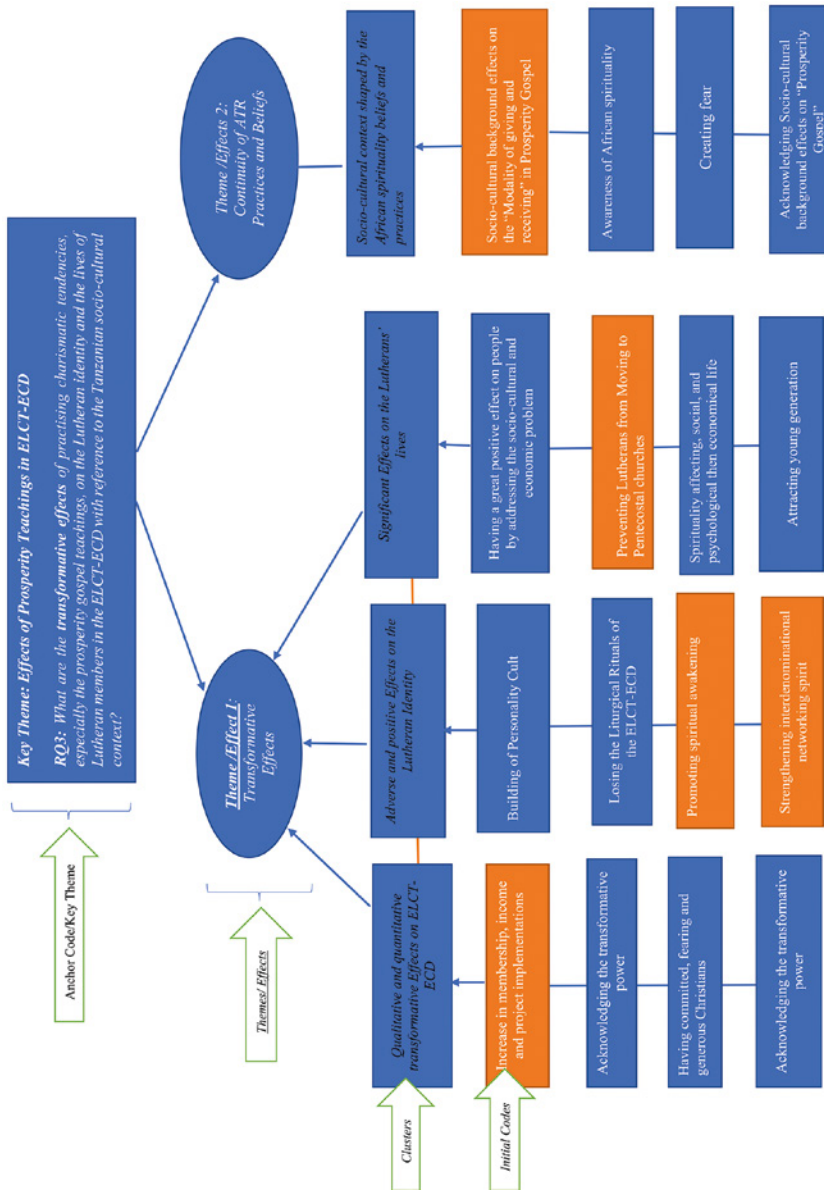 Anchor Code/Key Theme
Key Theme: Effects of Prosperity Teachings in ELCT-ECD
RQ3: What are the transformative effects of practising charismatic tendencies,
especially the prosperity gospel teachings, on the Lutheran identity and the lives of
Lutheran members in the ELCT-ECD with reference to the Tanzanian socio-cultural
context?
Themes/ Effects
Theme /Effect 1:
Transformative
Effects
Theme /Effects 2:
Continuity of ATR
Practices and Beliefs
Clusters
Qualitative and quantitative
transformative Effects on ELCT-
ECD
Adverse and positive Effects on the
Lutheran Identity
Significant Effects on the Lutherans'
lives
Socio-cultural context shaped by the
African spirituality beliefs and
practices
Initial Codes
Increase in membership, income
and project implementations
Acknowledging the transformative
power
Having committed, fearing and
generous Christians
Acknowledging the transformative
power
Building of Personality Cult
Losing the Liturgical Rituals of
the ELCT-ECD
Promoting spiritual awakening
Strengthening interdenominational
networking spirit
Having a great positive effect on people
by addressing the socio-cultural and
economic problem
Preventing Lutherans from Moving to
Pentecostal churches
Spirituality affecting, social, and
psychological then economical life
Attracting young generation
Socio-cultural background effects on
the "Modality of giving and
receiving" in Prosperity Gospel
Awareness of African spirituality
Creating fear
Acknowledging Socio-cultural
background effects on "Prosperity
Gospel"